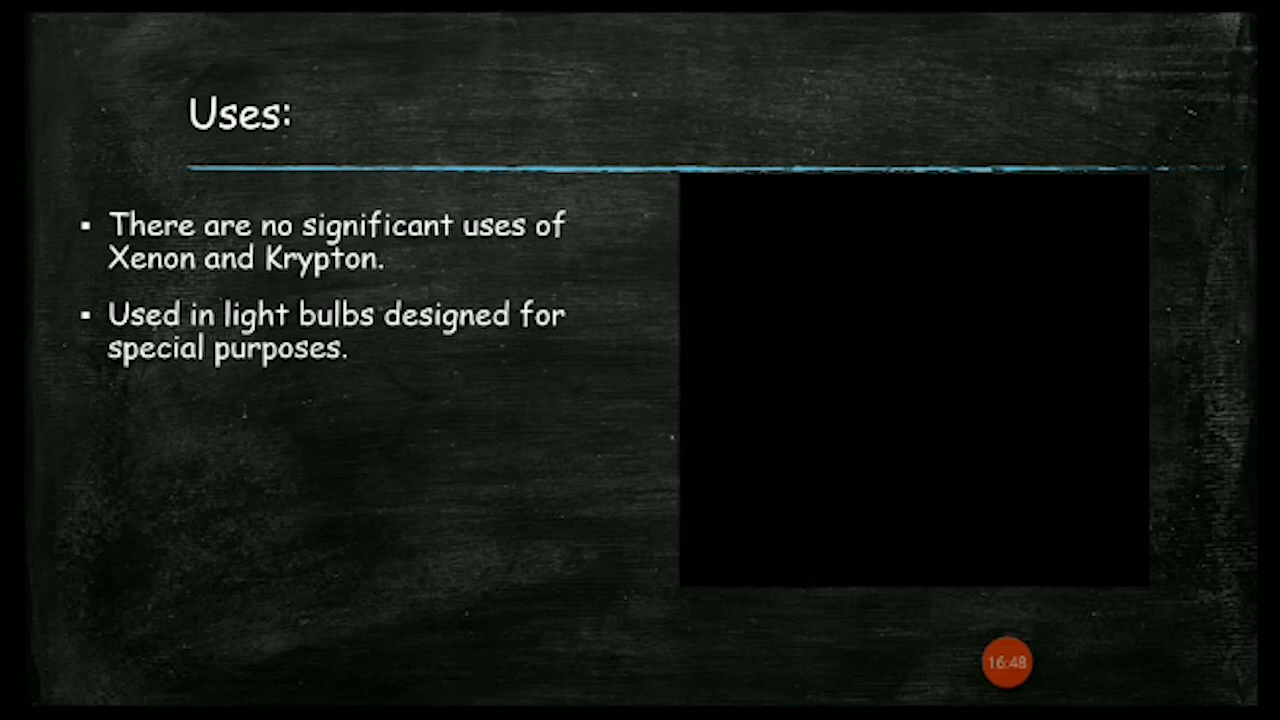 Uses:
▪ There are no significant uses of
Xenon and Krypton.
▪ Used in light bulbs designed for
special purposes.
16:48